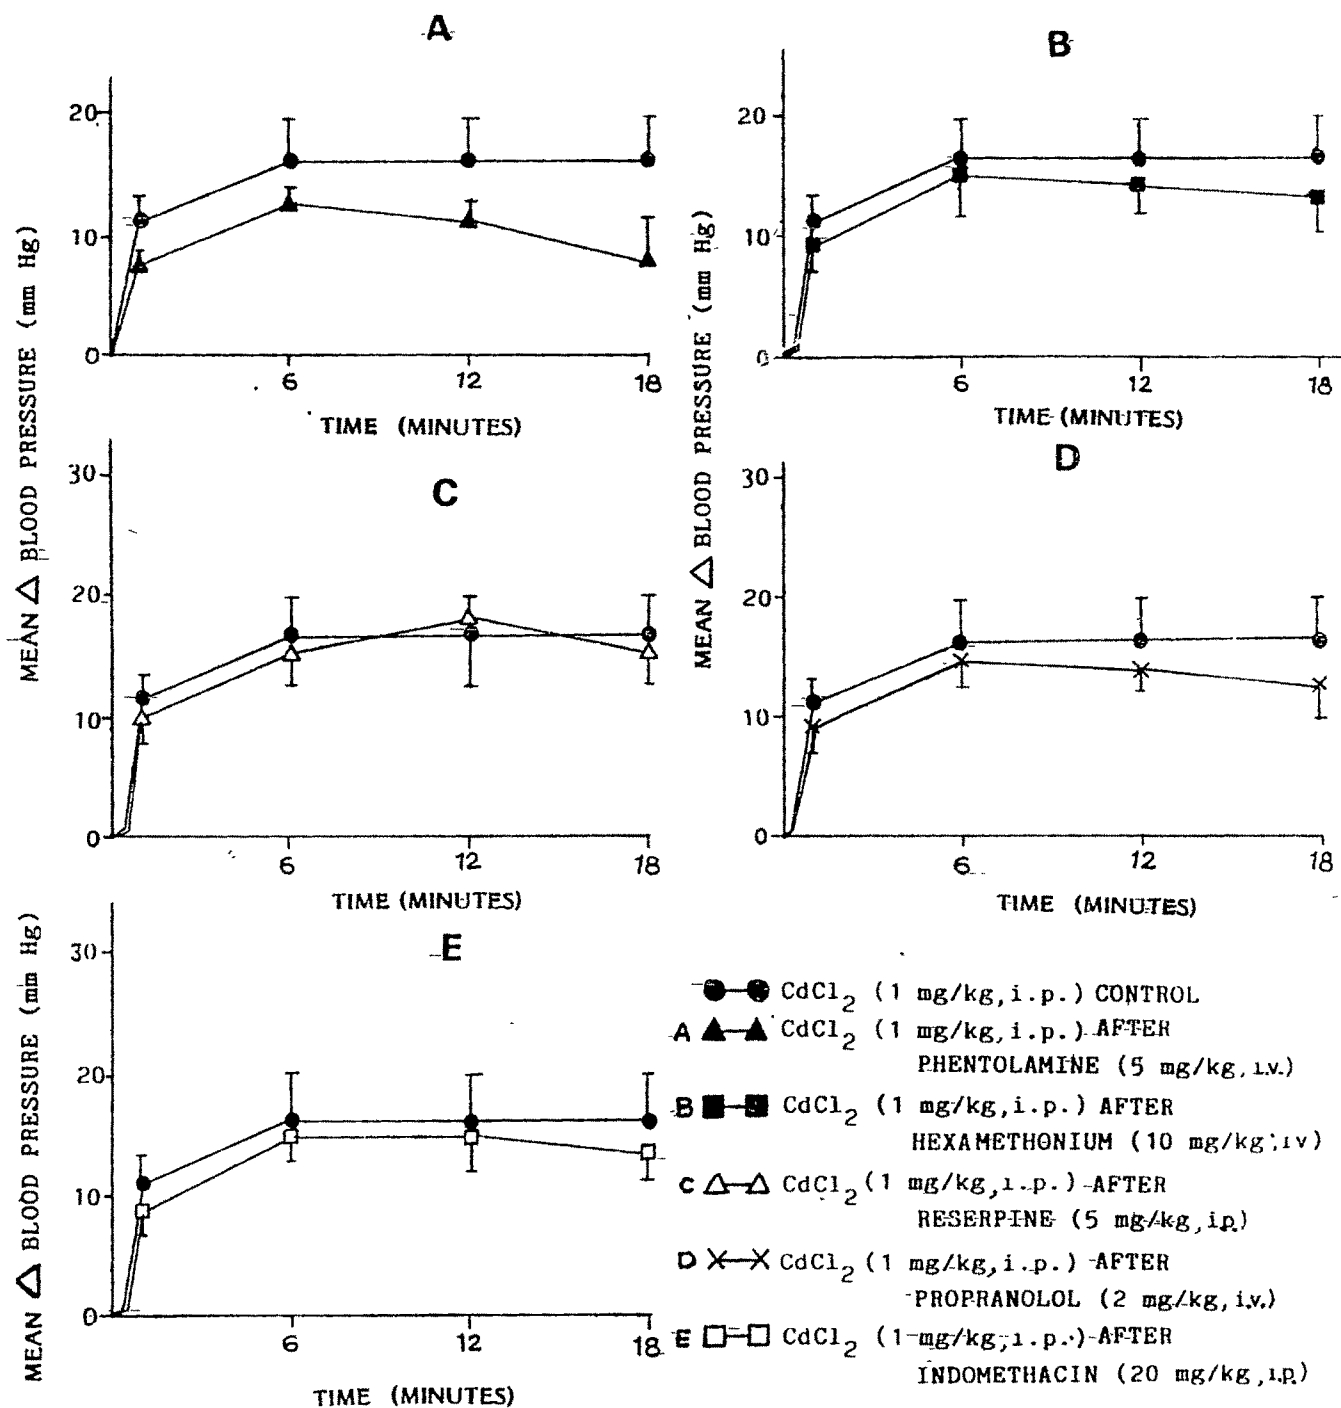 A
20
10
0
6
12
18
TIME (MINUTES)
MEAN △ BLOOD PRESSURE (mm Hg)
B
20
10
0
6
12
18
TIME (MINUTES)
MEAN △ BLOOD PRESSURE (mm Hg)
C
30
20
10
0
6
12
18
TIME (MINUTES)
D
30
20
10
0
6
12
18
TIME (MINUTES)
E
30
20
10
0
6
12
18
TIME (MINUTES)
MEAN △ BLOOD PRESSURE (mm Hg)
CdCl2 (1 mg/kg,i.p.) CONTROL
A CdCl2 (1 mg/kg,i.p.) AFTER
PHENTOLAMINE (5 mg/kg,i.v.)
B CdCl2 (1 mg/kg,i.p.) AFTER
HEXAMETHONIUM (10 mg/kg,iv)
C CdCl2 (1 mg/kg,i.p.) AFTER
RESERPINE (5 mg/kg,ip)
D CdCl2 (1 mg/kg,i.p.) AFTER
PROPRANOLOL (2 mg/kg,i.v.)
E CdCl2 (1 mg/kg,i.p.) AFTER
INDOMETHACIN (20 mg/kg,i.p)